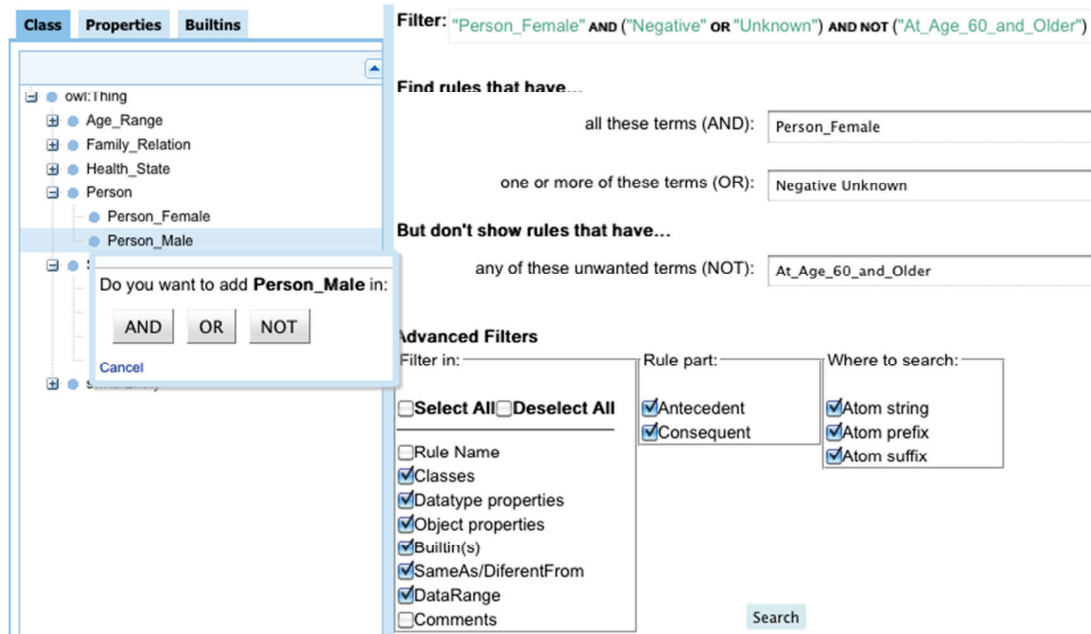 Class Properties Builtins
owl:Thing
Age_Range
Family_Relation
Health_State
Person
Person_Female
Person_Male
Do you want to add Person_Male in:
AND OR NOT
Cancel
Filter: "Person_Female" AND ("Negative" OR "Unknown") AND NOT ("At_Age_60_and_Older")
Find rules that have...
all these terms (AND): Person_Female
one or more of these terms (OR): Negative Unknown
But don't show rules that have...
any of these unwanted terms (NOT): At_Age_60_and_Older
Advanced Filters
Filter in: Rule part: Where to search:
Select All Deselect All Antecedent Atom string
Consequent Atom prefix
Rule Name Atom suffix
Classes
Datatype properties
Object properties
Builtin(s)
SameAs/DiferentFrom
DataRange
Comments
Search